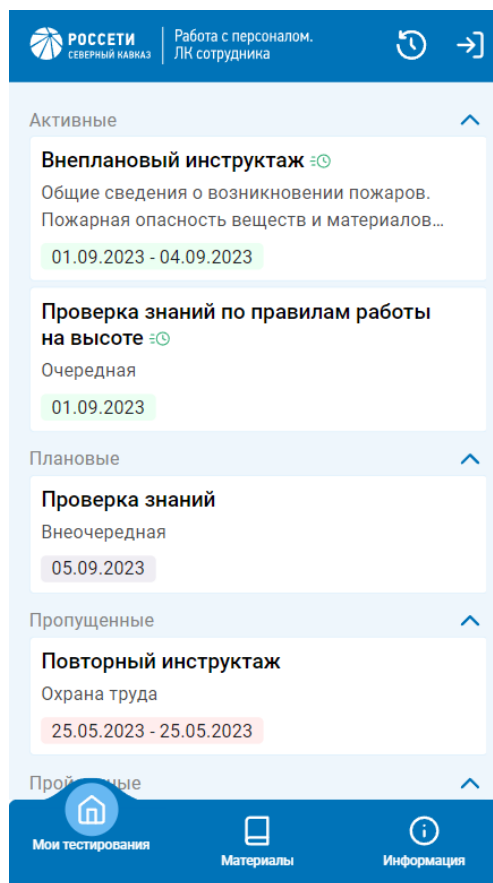 РОССЕТИ
СЕВЕРНЫЙ КАВКАЗ
Работа с персоналом.
ЛК сотрудника
Активные
Внеплановый инструктаж
Общие сведения о возникновении пожаров.
Пожарная опасность веществ и материалов…
01.09.2023 - 04.09.2023
Проверка знаний по правилам работы
на высоте
Очередная
01.09.2023
Плановые
Проверка знаний
Внеочередная
05.09.2023
Пропущенные
Повторный инструктаж
Охрана труда
25.05.2023 - 25.05.2023
Мои тестирования
Материалы
Информация